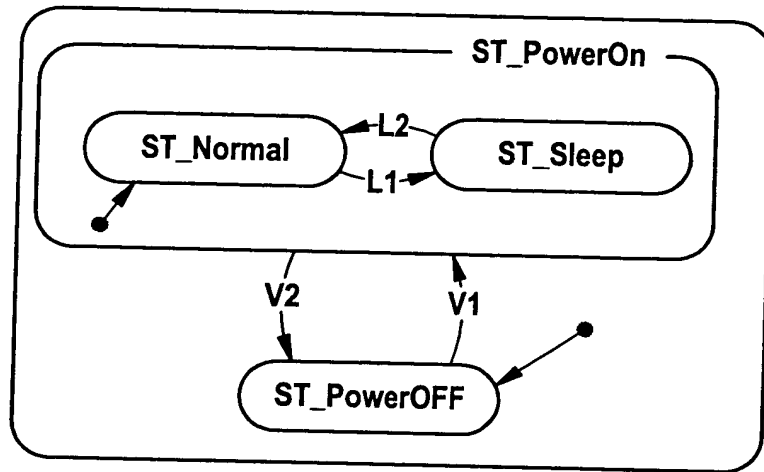 ST_PowerOn
L2
ST_Normal
ST_Sleep
L1
V2
V1
ST_PowerOFF